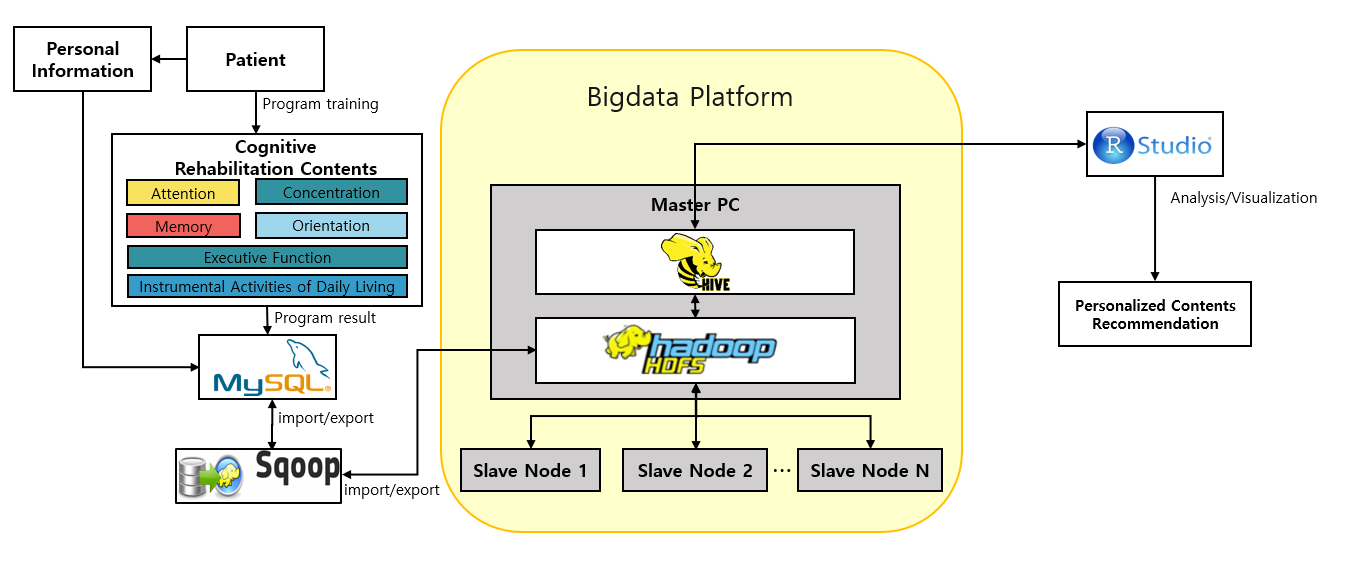 Personal
Information
Patient
Program training
Cognitive
Rehabilitation Contents
Attention
Concentration
Memory
Orientation
Executive Function
Instrumental Activities of Daily Living
Program result
MySQL®
import/export
Sqoop
import/export
Bigdata Platform
Master PC
HIVE
hadoop
HDFS
Slave Node 1
Slave Node 2
...
Slave Node N
R Studio®
Analysis/Visualization
Personalized Contents
Recommendation